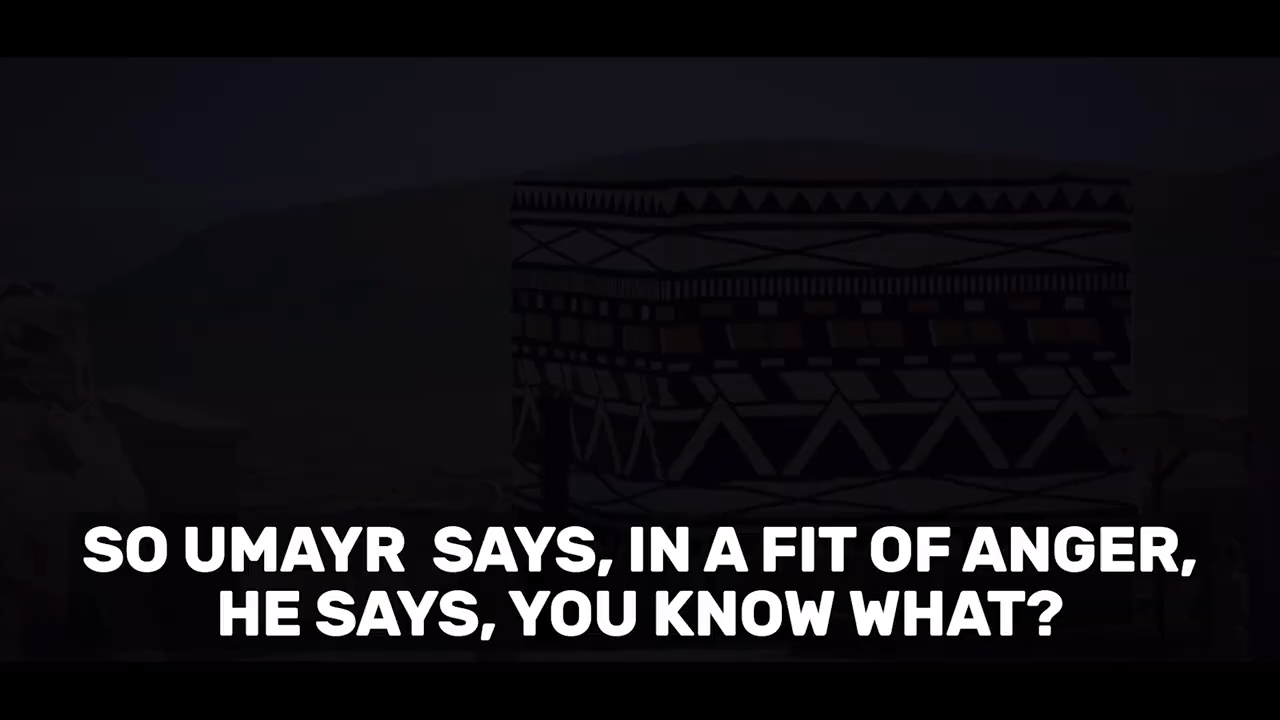 SO UMAYR  SAYS, IN A FIT OF ANGER,
HE SAYS, YOU KNOW WHAT?